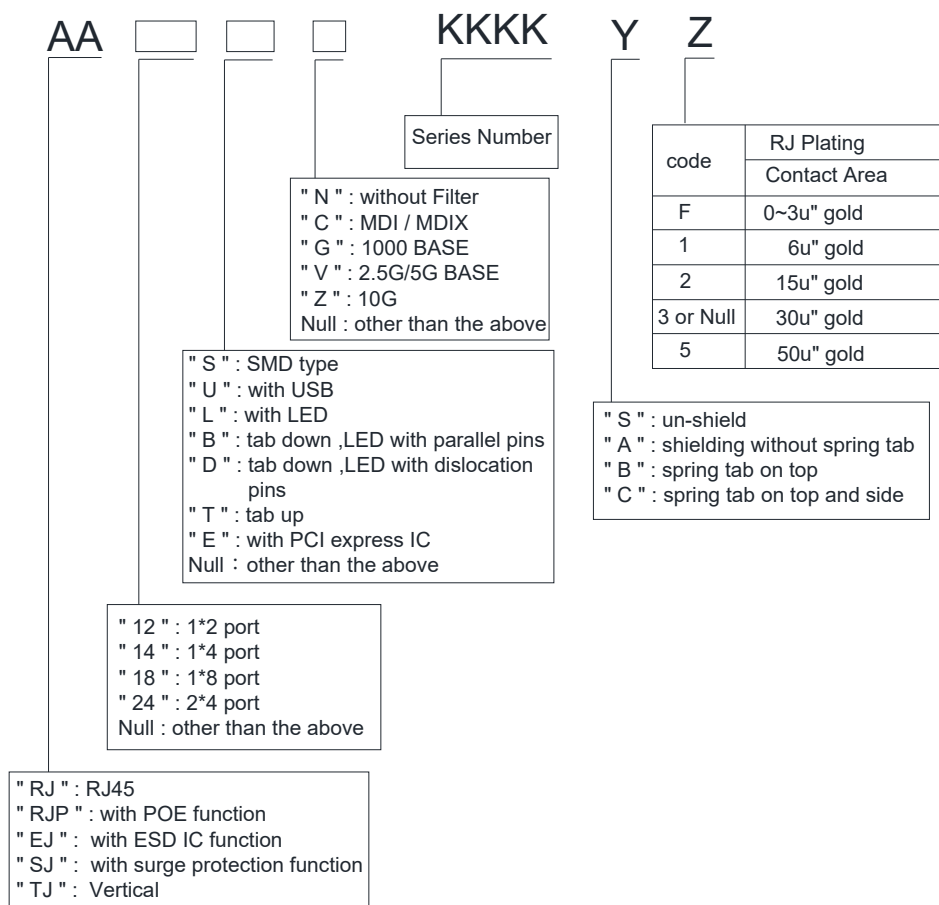 AA KKKK Y Z
Series Number
code
RJ Plating
Contact Area
F 0~3u" gold
1 6u" gold
2 15u" gold
3 or Null 30u" gold
5 50u" gold
" N " : without Filter
" C " : MDI / MDIX
" G " : 1000 BASE
" V " : 2.5G/5G BASE
" Z " : 10G
Null : other than the above
" S " : SMD type
" U " : with USB
" L " : with LED
" B " : tab down ,LED with parallel pins
" D " : tab down ,LED with dislocation
pins
" T " : tab up
" E " : with PCI express IC
Null : other than the above
" S " : un-shield
" A " : shielding without spring tab
" B " : spring tab on top
" C " : spring tab on top and side
" 12 " : 1*2 port
" 14 " : 1*4 port
" 18 " : 1*8 port
" 24 " : 2*4 port
Null : other than the above
" RJ " : RJ45
" RJP " : with POE function
" EJ " : with ESD IC function
" SJ " : with surge protection function
" TJ " : Vertical